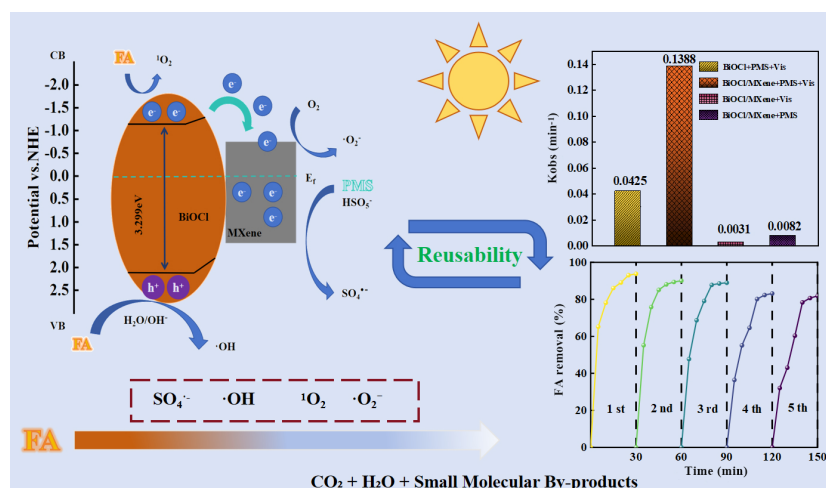 CB
Potential vs.NHE
-2.0
-1.5
-1.0
-0.5
0.0
0.5
1.0
1.5
2.0
2.5
VB
FA
¹O₂
e⁻ e⁻
e⁻
e⁻
e⁻
e⁻ e⁻
e⁻
3.299eV
BiOCl
MXene
Ef
h⁺ h⁺
H₂O/OH⁻
FA
·OH
O₂
·O₂⁻
PMS
HSO₅⁻
SO₄•⁻
Reusability
Kobs (min⁻¹)
0.14
0.12
0.10
0.08
0.06
0.04
0.02
0.00
0.0425
0.1388
0.0031
0.0082
BiOCl+PMS+Vis
BiOCl/MXene+PMS+Vis
BiOCl/MXene+Vis
BiOCl/MXene+PMS
FA removal (%)
100
80
60
40
20
0
1 st 2 nd 3 rd 4 th 5 th
30 60 90 120 150
Time (min)
SO₄·⁻ ·OH ¹O₂ ·O₂⁻
FA
CO₂ + H₂O + Small Molecular By-products